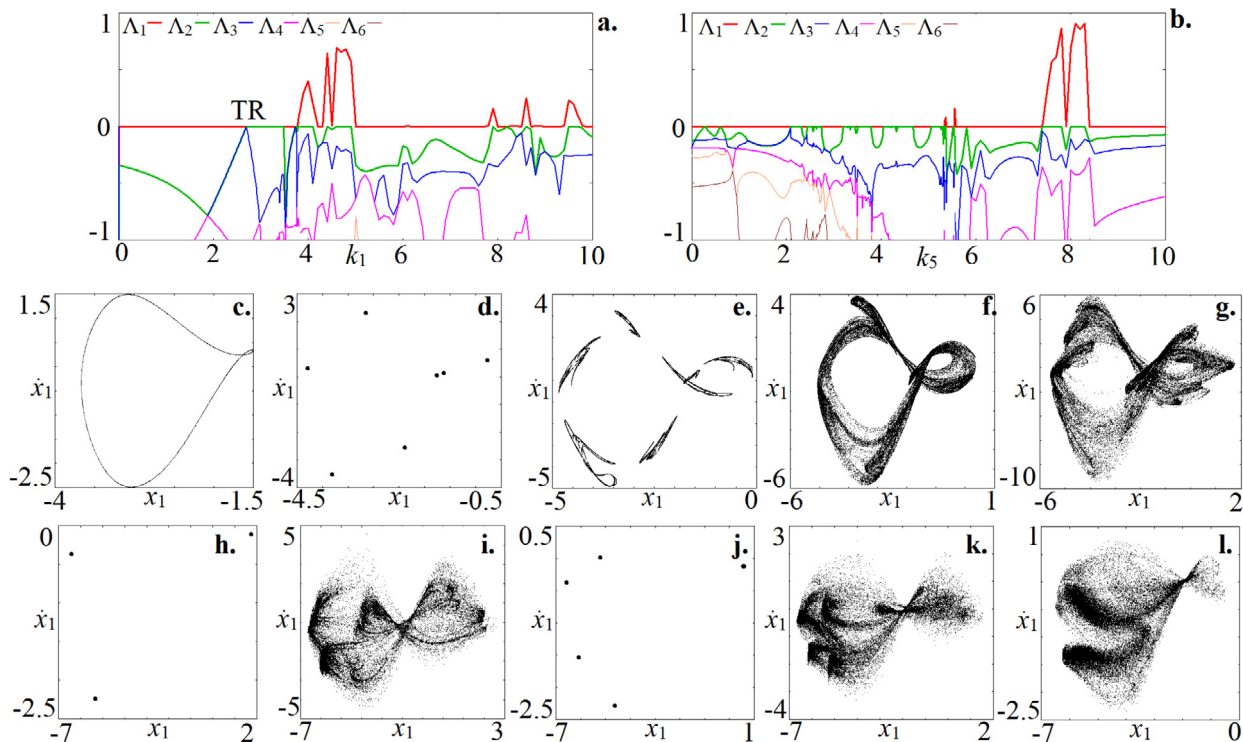 1 Λ₁ Λ₂ Λ₃ Λ₄ Λ₅ Λ₆ a.
TR
0
-1
0 2 4 k₁ 6 8 10
1 Λ₁ Λ₂ Λ₃ Λ₄ Λ₅ Λ₆ b.
0
-1
0 2 4 k₅ 6 8 10
1.5 c.
ẋ₁
-2.5
-4 x₁ -1.5
3 d.
ẋ₁
-4
-4.5 x₁ -0.5
4 e.
ẋ₁
-5
-5 x₁ 0
4 f.
ẋ₁
-6
-6 x₁ 1
6 g.
ẋ₁
-10
-6 x₁ 2
0 h.
ẋ₁
-2.5
-7 x₁ 2
5 i.
ẋ₁
-5
-7 x₁ 3
0.5 j.
ẋ₁
-2.5
-7 x₁ 1
3 k.
ẋ₁
-4
-7 x₁ 2
1 l.
ẋ₁
-2.5
-7 x₁ 0